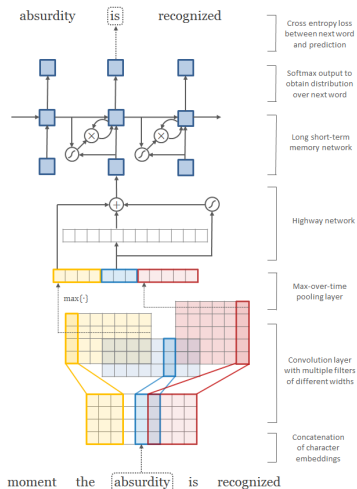 absurdity is recognized
Cross entropy loss
between next word
and prediction
Softmax output to
obtain distribution
over next word
Long short-term
memory network
Highway network
Max-over-time
pooling layer
max{·}
Convolution layer
with multiple filters
of different widths
Concatenation
of character
embeddings
moment the absurdity is recognized